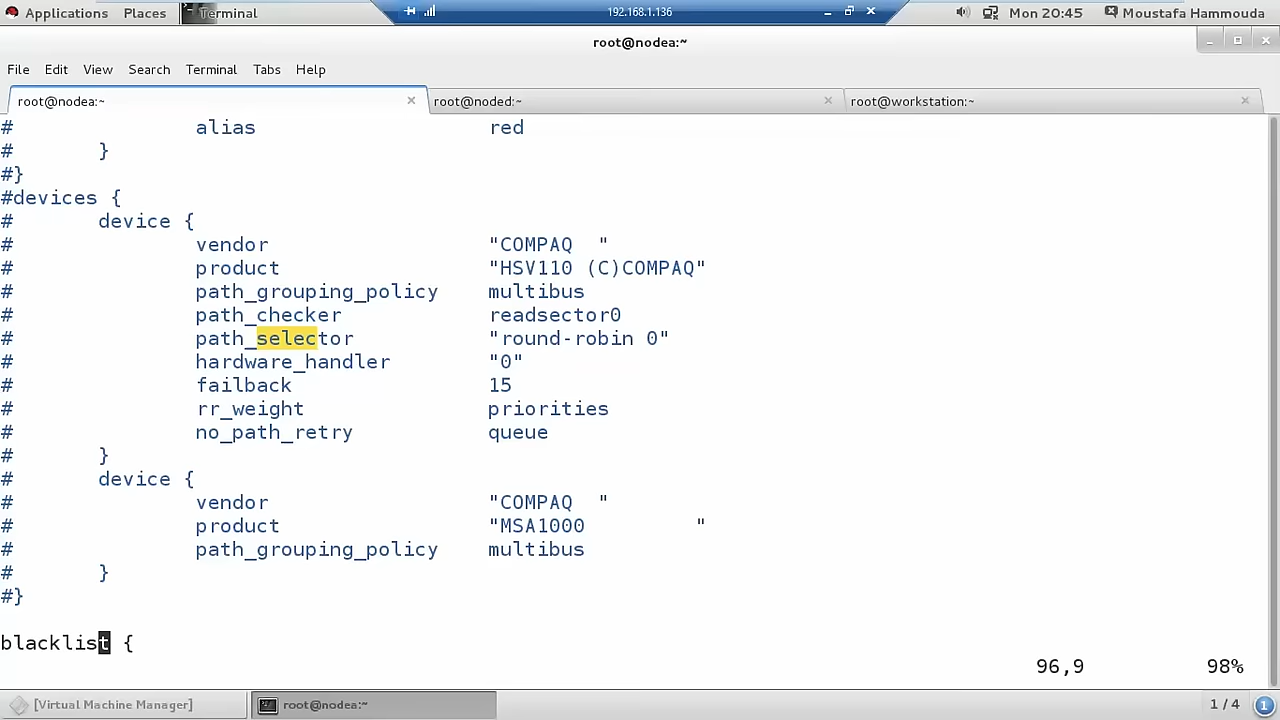 Applications Places Terminal 192.168.1.136 Mon 20:45 Moustafa Hammouda
root@nodea:~
File Edit View Search Terminal Tabs Help
root@nodea:~ root@noded:~ root@workstation:~
# alias red
# }
#}
#devices {
# device {
# vendor "COMPAQ  "
# product "HSV110 (C)COMPAQ"
# path_grouping_policy multibus
# path_checker readsector0
# path_selector "round-robin 0"
# hardware_handler "0"
# failback 15
# rr_weight priorities
# no_path_retry queue
# }
# device {
# vendor "COMPAQ  "
# product "MSA1000         "
# path_grouping_policy multibus
# }
#}
blacklist {
96,9 98%
[Virtual Machine Manager] root@nodea:~ 1 / 4 1